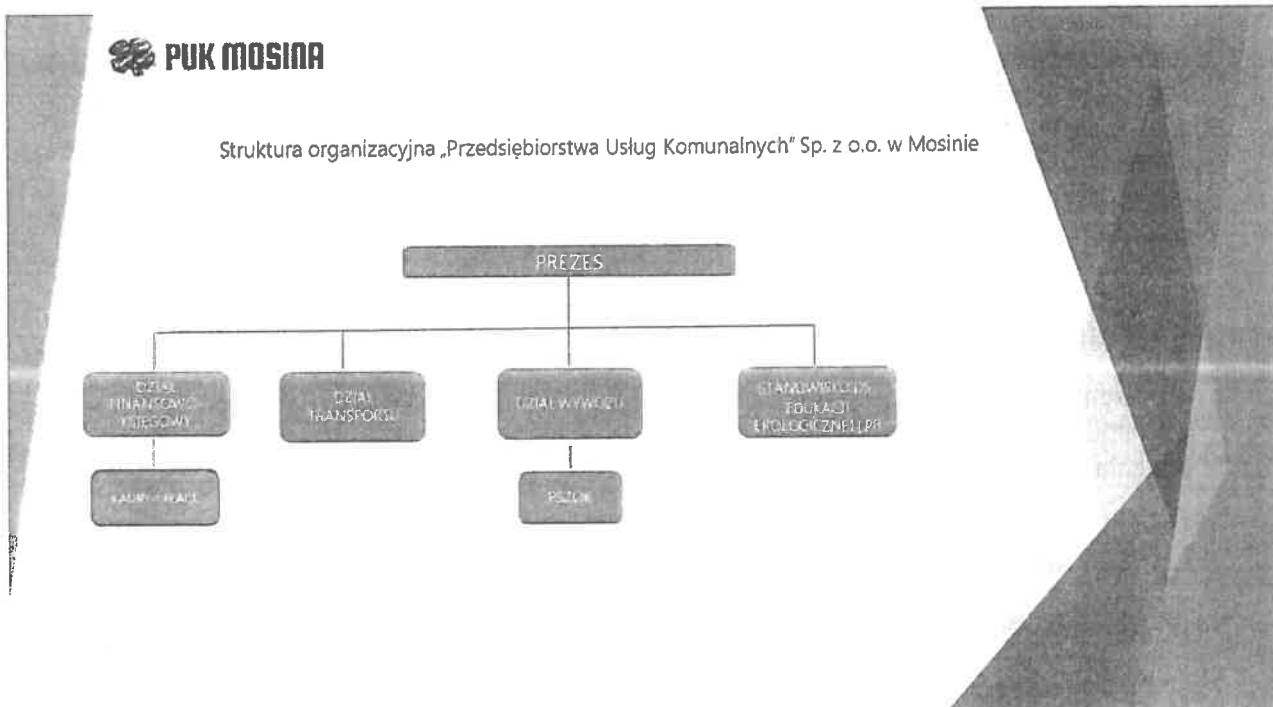 PUK MOSINA
Struktura organizacyjna „Przedsiębiorstwa Usług Komunalnych” Sp. z o.o. w Mosinie
PREZES
DZIAŁ
FINANSOWO-
KSIĘGOWY
DZIAŁ
TRANSPORTU
DZIAŁ WYWOZU
STANOWISKO DS.
EDUKACJI
EKOLOGICZNEJ I PR
KADRY I PŁACE
PSZOK